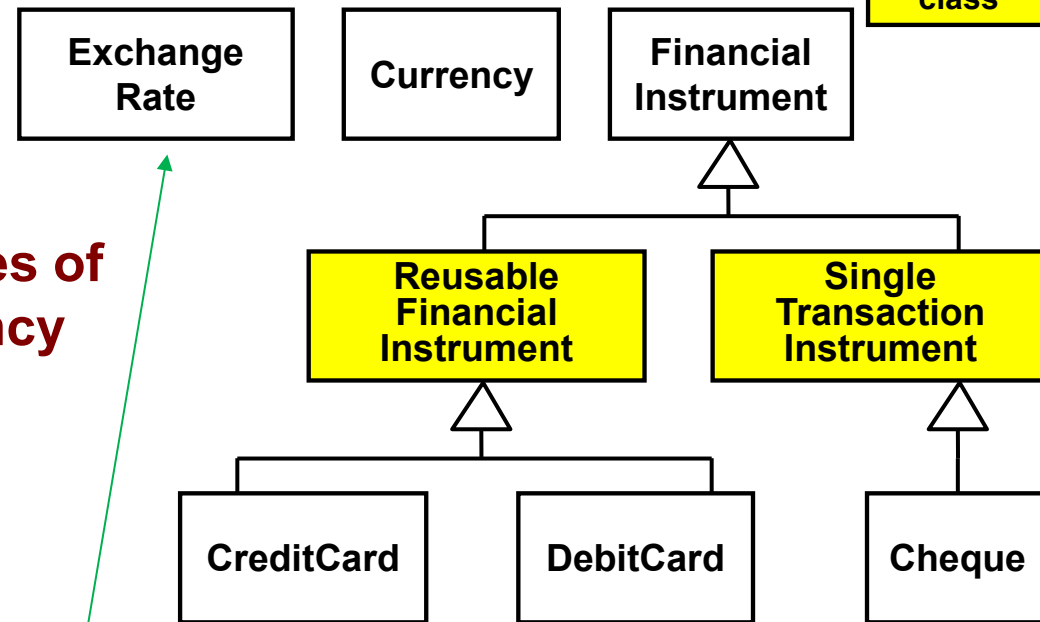 class
Exchange
Rate
Currency
Financial
Instrument
es of
ncy
Reusable
Financial
Instrument
Single
Transaction
Instrument
CreditCard
DebitCard
Cheque